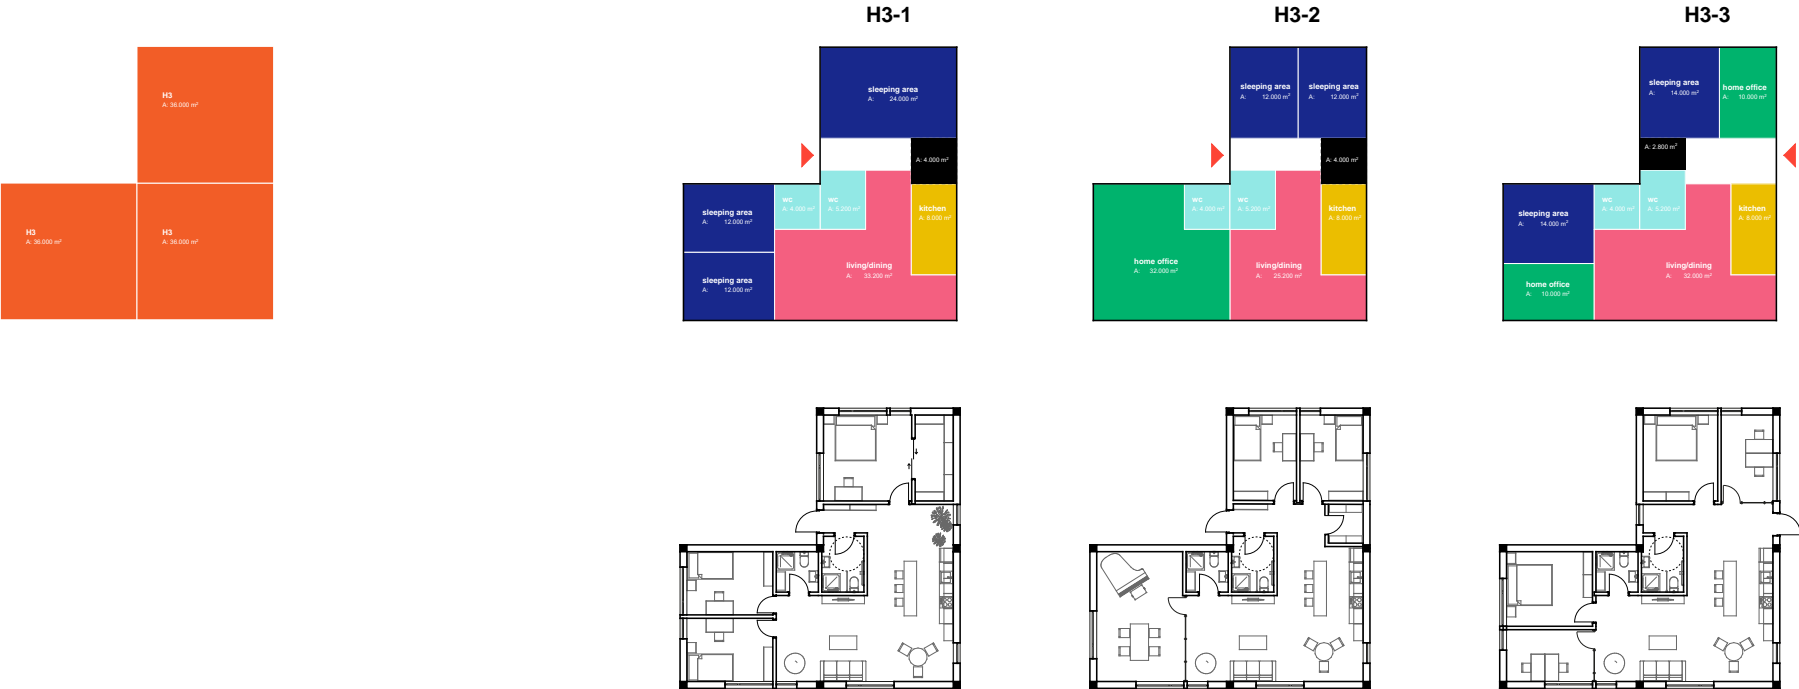 H3-1
H3-2
H3-3
H3
A: 36.000 m²
H3
A: 36.000 m²
H3
A: 36.000 m²
sleeping area
A: 24.000 m²
A: 4.000 m²
sleeping area
A: 12.000 m²
wc
A: 4.000 m²
wc
A: 5.200 m²
kitchen
A: 8.000 m²
sleeping area
A: 12.000 m²
living/dining
A: 33.200 m²
sleeping area
A: 12.000 m²
sleeping area
A: 12.000 m²
A: 4.000 m²
wc
A: 4.000 m²
wc
A: 5.200 m²
kitchen
A: 8.000 m²
home office
A: 32.000 m²
living/dining
A: 25.200 m²
sleeping area
A: 14.000 m²
home office
A: 10.000 m²
A: 2.800 m²
sleeping area
A: 14.000 m²
wc
A: 4.000 m²
wc
A: 5.200 m²
kitchen
A: 8.000 m²
home office
A: 10.000 m²
living/dining
A: 32.000 m²